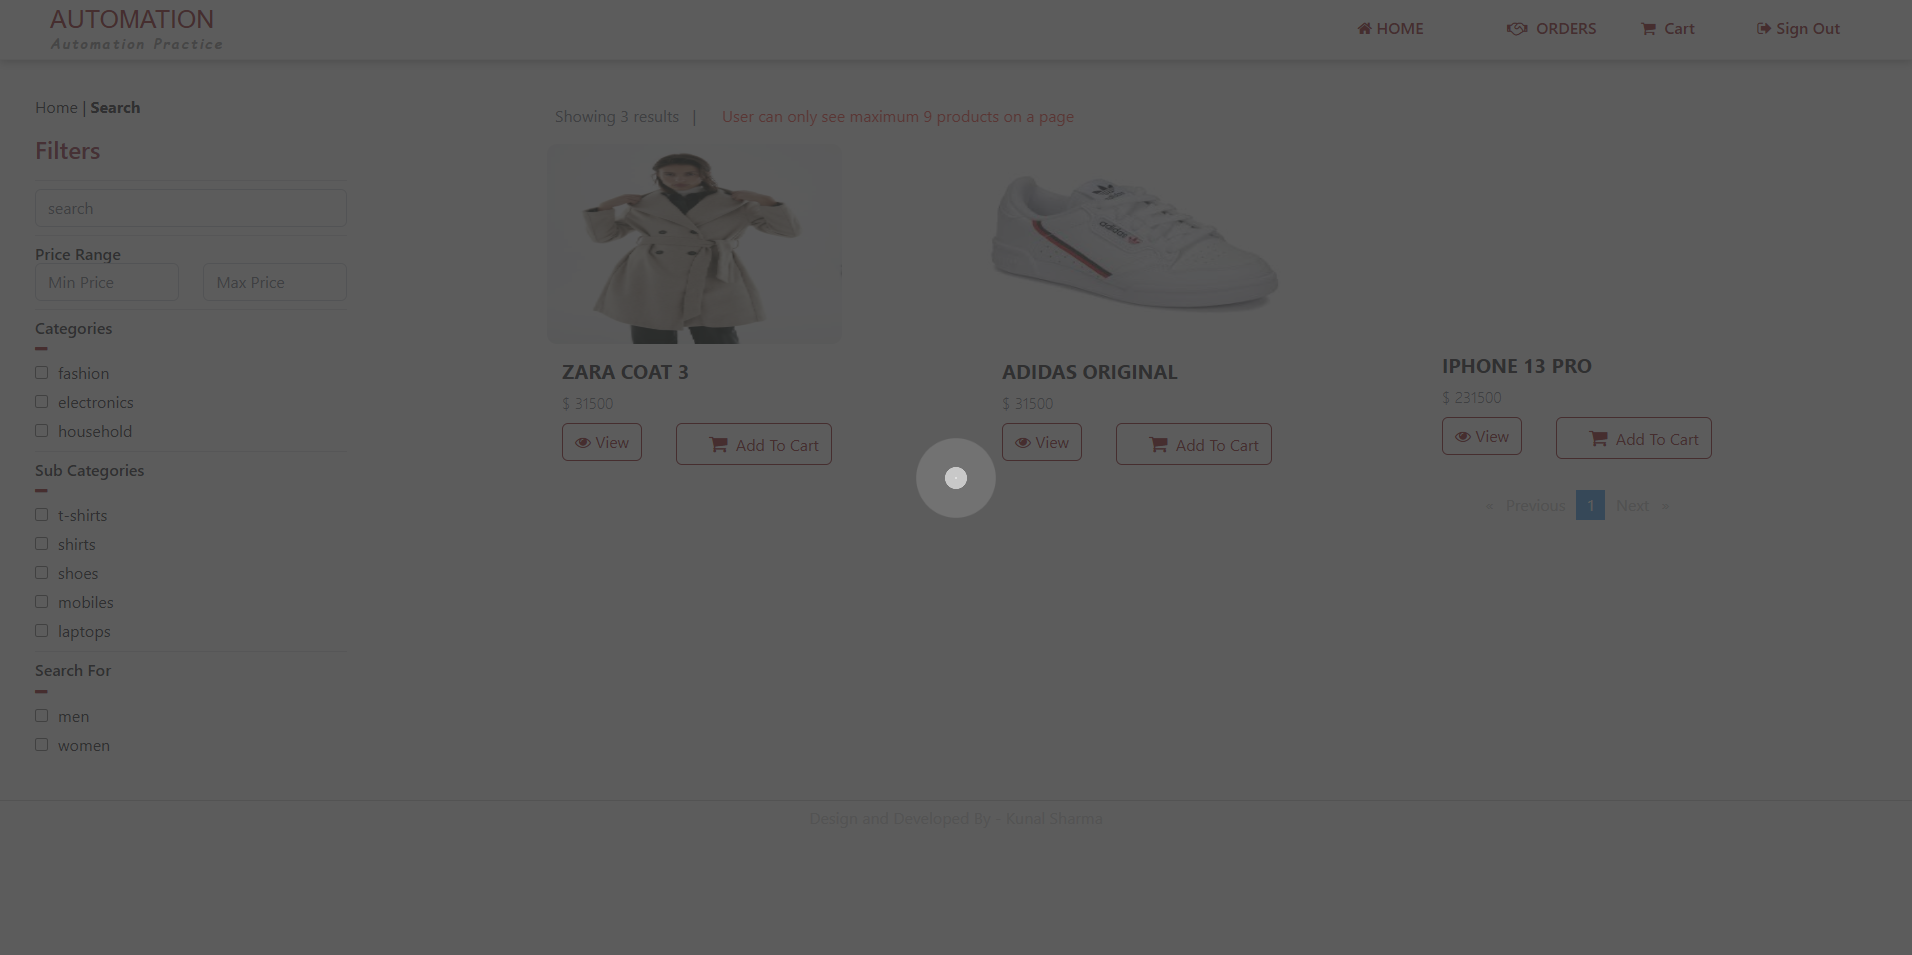 AUTOMATION
Automation Practice
HOME
ORDERS
Cart
Sign Out
Home | Search
Filters
search
Price Range
Min Price
Max Price
Categories
fashion
electronics
household
Sub Categories
t-shirts
shirts
shoes
mobiles
laptops
Search For
men
women
Showing 3 results |
User can only see maximum 9 products on a page
adidas
adidas
ZARA COAT 3
$ 31500
View
Add To Cart
ADIDAS ORIGINAL
$ 31500
View
Add To Cart
IPHONE 13 PRO
$ 231500
View
Add To Cart
« Previous 1 Next »
Design and Developed By - Kunal Sharma